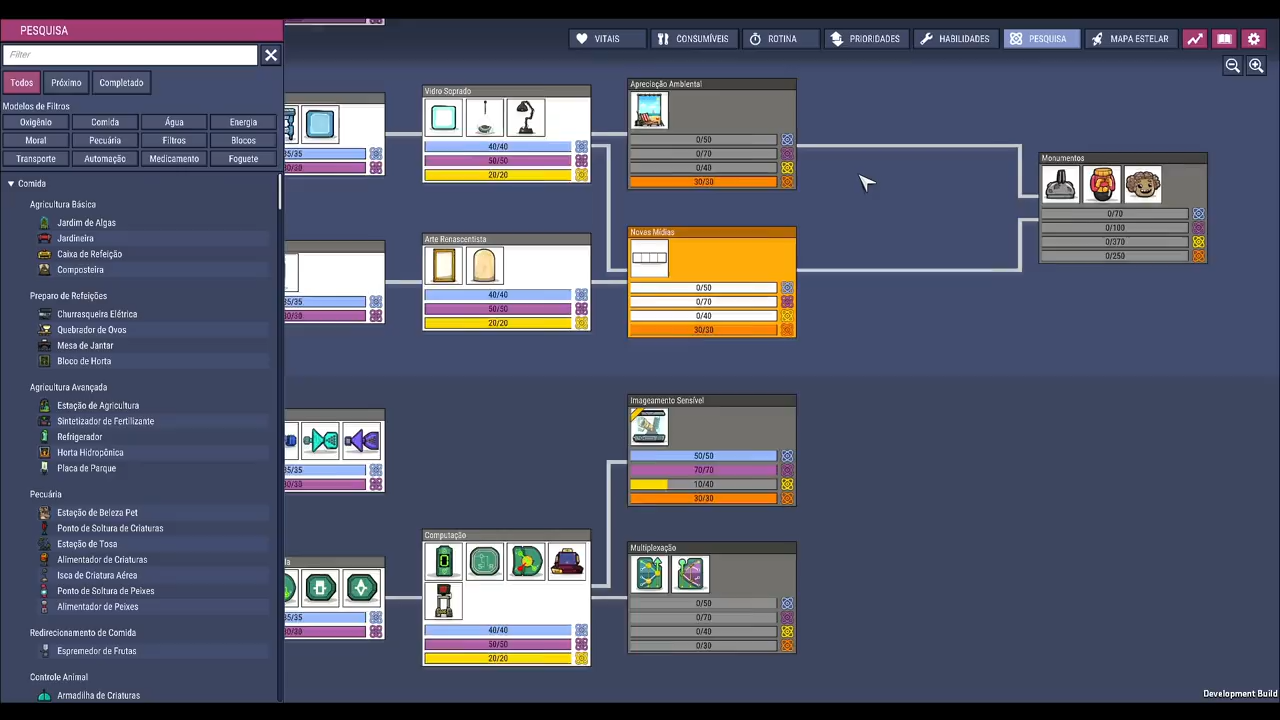 PESQUISA
VITAIS
CONSUMÍVEIS
ROTINA
PRIORIDADES
HABILIDADES
PESQUISA
MAPA ESTELAR
Filter
Todos
Próximo
Completado
Modelos de Filtros
Oxigênio
Comida
Água
Energia
Moral
Pecuária
Filtros
Blocos
Transporte
Automação
Medicamento
Foguete
Comida
Agricultura Básica
Jardim de Algas
Jardineira
Caixa de Refeição
Composteira
Preparo de Refeições
Churrasqueira Elétrica
Quebrador de Ovos
Mesa de Jantar
Bloco de Horta
Agricultura Avançada
Estação de Agricultura
Sintetizador de Fertilizante
Refrigerador
Horta Hidropônica
Placa de Parque
Pecuária
Estação de Beleza Pet
Ponto de Soltura de Criaturas
Estação de Tosa
Alimentador de Criaturas
Isca de Criatura Aérea
Ponto de Soltura de Peixes
Alimentador de Peixes
Redirecionamento de Comida
Espremedor de Frutas
Controle Animal
Armadilha de Criaturas
35/35
35/35
35/35
35/35
Vidro Soprado
40/40
50/50
20/20
Arte Renascentista
40/40
50/50
20/20
Computação
40/40
50/50
20/20
Apreciação Ambiental
0/50
0/70
0/40
30/30
Novas Mídias
0/50
0/70
0/40
30/30
Imageamento Sensível
50/50
70/70
10/40
30/30
Multiplexação
0/50
0/70
0/40
0/30
Monumentos
0/70
0/100
0/370
0/250
Development Build